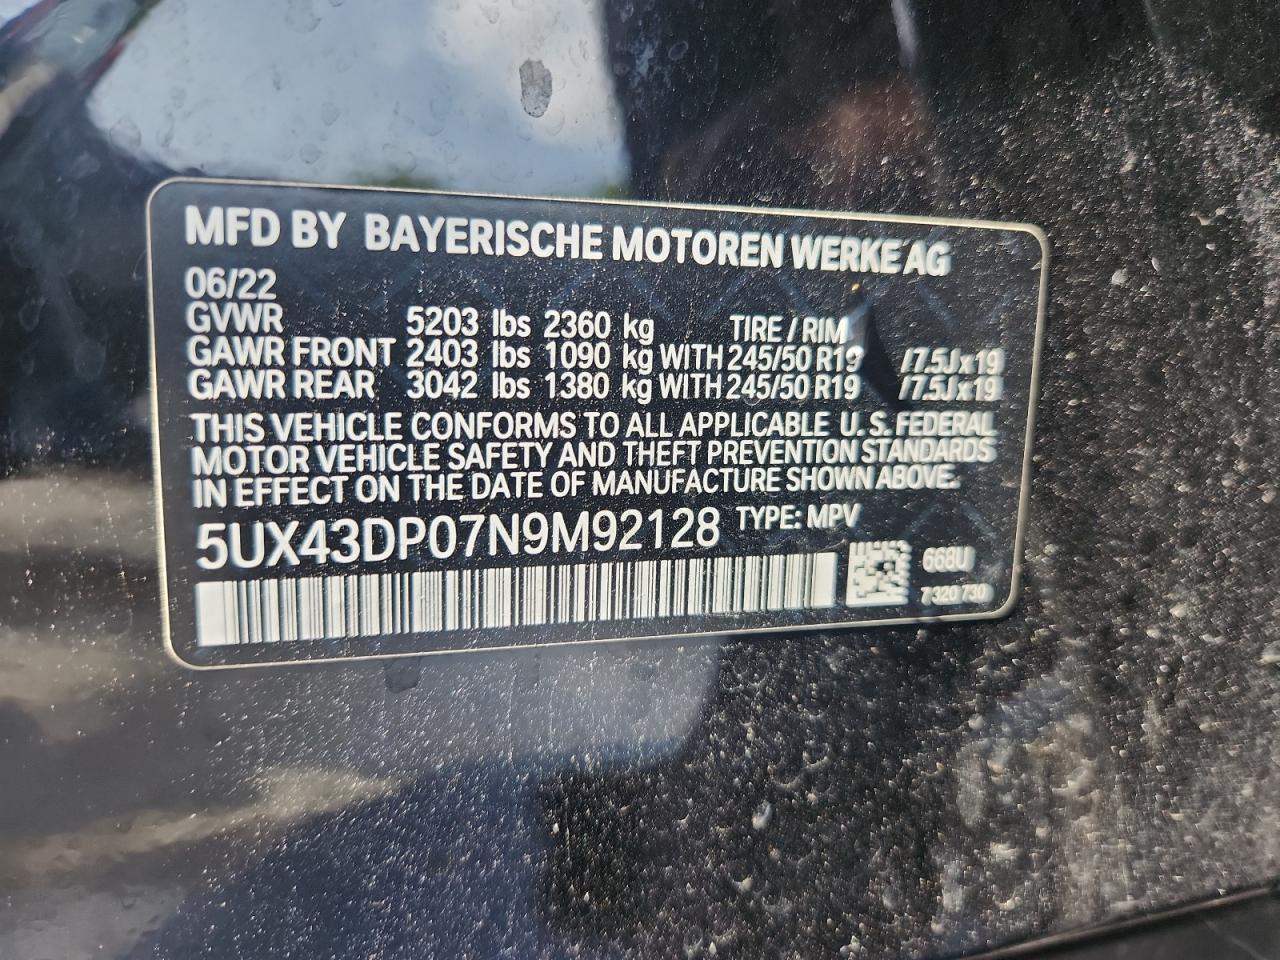 MFD BY BAYERISCHE MOTOREN WERKE AG
06/22
GVWR 5203 lbs 2360 kg TIRE / RIM
GAWR FRONT 2403 lbs 1090 kg WITH 245/50 R19 /7.5Jx19
GAWR REAR 3042 lbs 1380 kg WITH 245/50 R19 /7.5Jx19
THIS VEHICLE CONFORMS TO ALL APPLICABLE U.S. FEDERAL
MOTOR VEHICLE SAFETY AND THEFT PREVENTION STANDARDS
IN EFFECT ON THE DATE OF MANUFACTURE SHOWN ABOVE.
5UX43DP07N9M92128 TYPE: MPV
668U
7 320 730